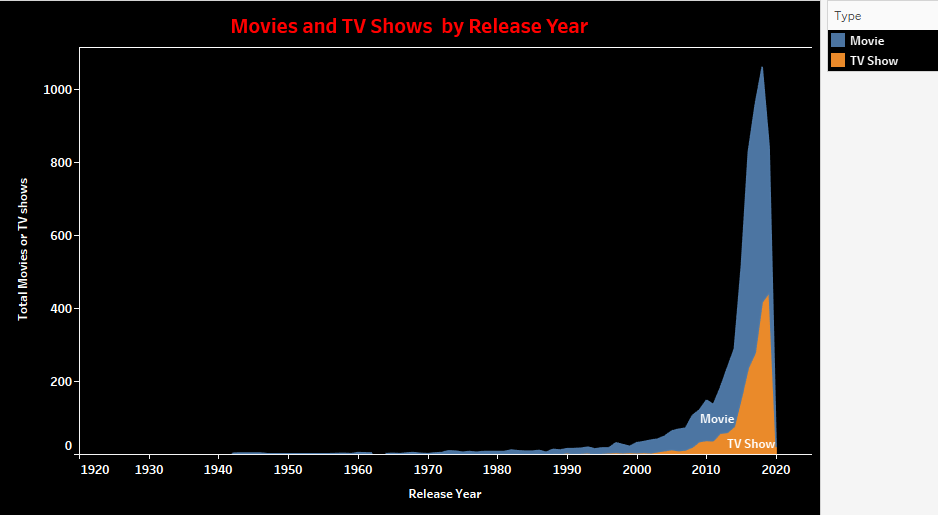 Movies and TV Shows  by Release Year
Type
Movie
TV Show
Total Movies or TV shows
1000
800
600
400
200
0
Movie
TV Show
1920 1930 1940 1950 1960 1970 1980 1990 2000 2010 2020
Release Year